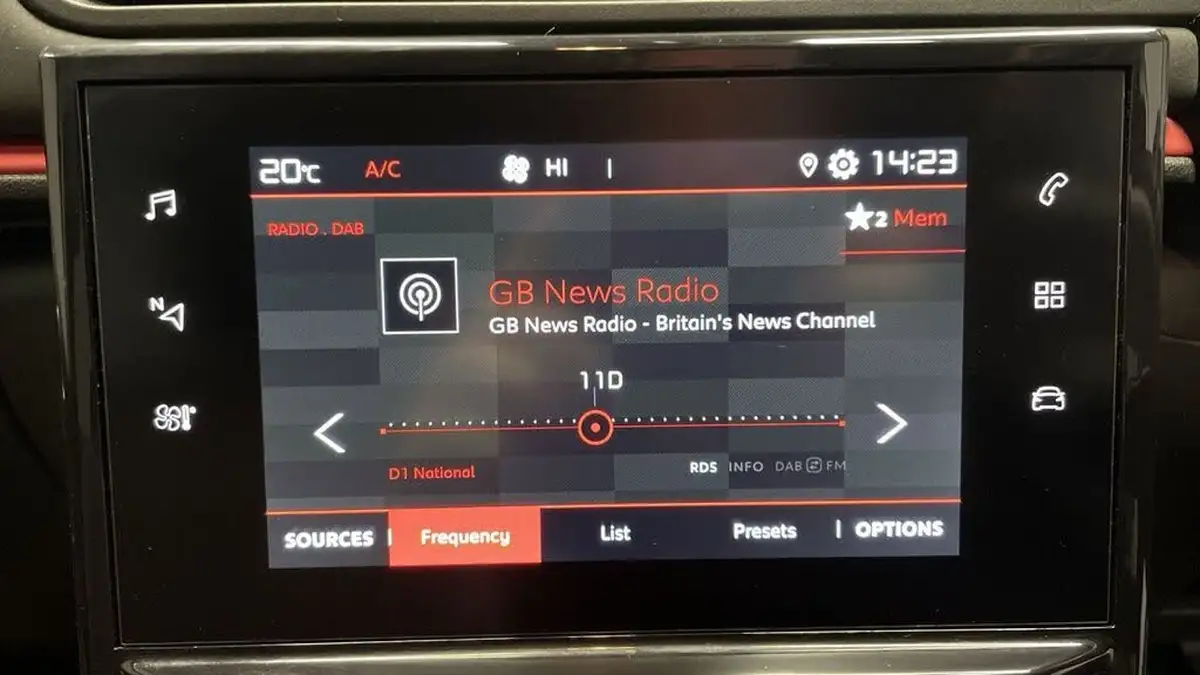 20°C A/C HI | 14:23
RADIO . DAB
2 Mem
GB News Radio
GB News Radio - Britain's News Channel
N
11D
D1 National
RDS INFO DAB FM
SOURCES | Frequency List Presets | OPTIONS